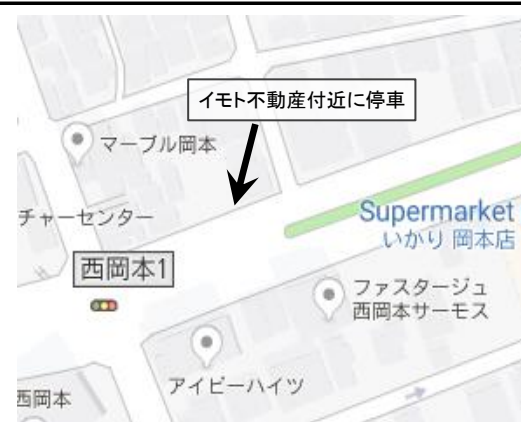 イモト不動産付近に停車
マーブル岡本
チャーセンター
Supermarket
いかり 岡本店
西岡本1
ファスタージュ
西岡本サーモス
アイビーハイツ
西岡本